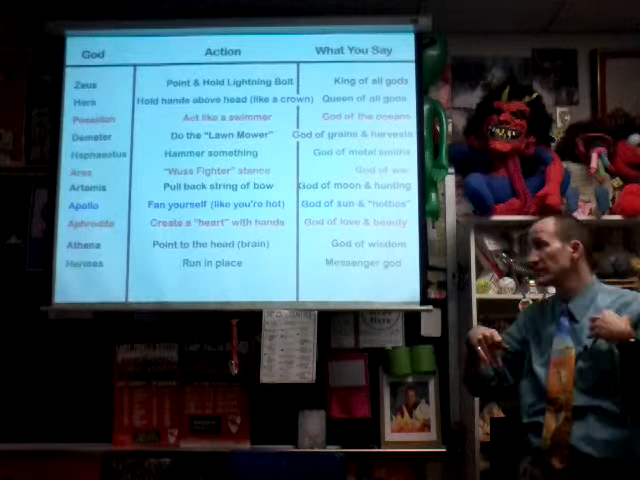 God Action What You Say
Zeus Point & Hold Lightning Bolt King of all gods
Hera Hold hands above head (like a crown) Queen of all gods
Poseidon Act like a swimmer God of the oceans
Demeter Do the "Lawn Mower" God of grains & harvests
Hephaestus Hammer something God of metal smiths
Ares "Wuss Fighter" stance God of war
Artemis Pull back string of bow God of moon & hunting
Apollo Fan yourself (like you're hot) God of sun & "hotties"
Aphrodite Create a "heart" with hands God of love & beauty
Athena Point to the head (brain) God of wisdom
Hermes Run in place Messenger god